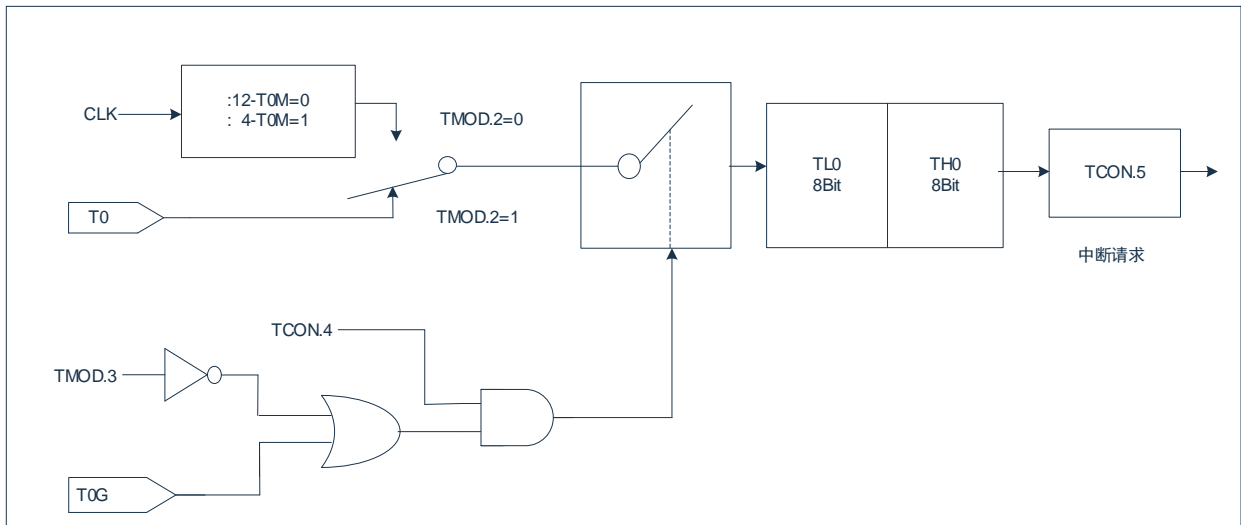 :12-T0M=0
: 4-T0M=1
CLK
TMOD.2=0
T0
TMOD.2=1
TL0
8Bit
TH0
8Bit
TCON.5
中断请求
TCON.4
TMOD.3
T0G